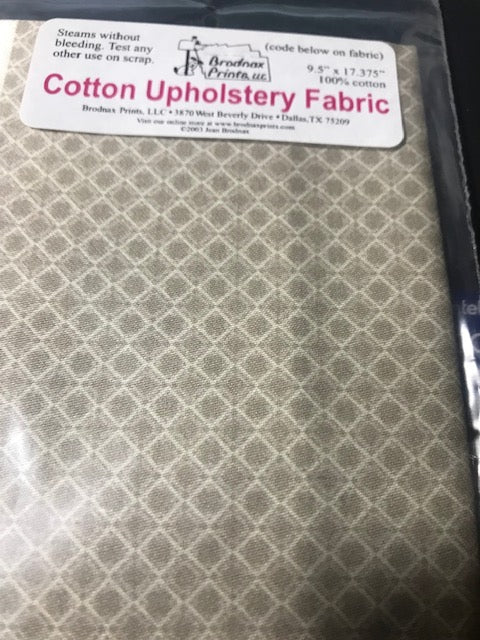 Steams without
bleeding. Test any
other use on scrap.
Brodnax
Prints, LLC
(code below on fabric)
9.5" x 17.375"
100% cotton
Cotton Upholstery Fabric
Brodnax Prints, LLC • 3870 West Beverly Drive • Dallas, TX 75209
Visit our online store at www.brodnaxprints.com
©2003 Jean Brodnax
tel